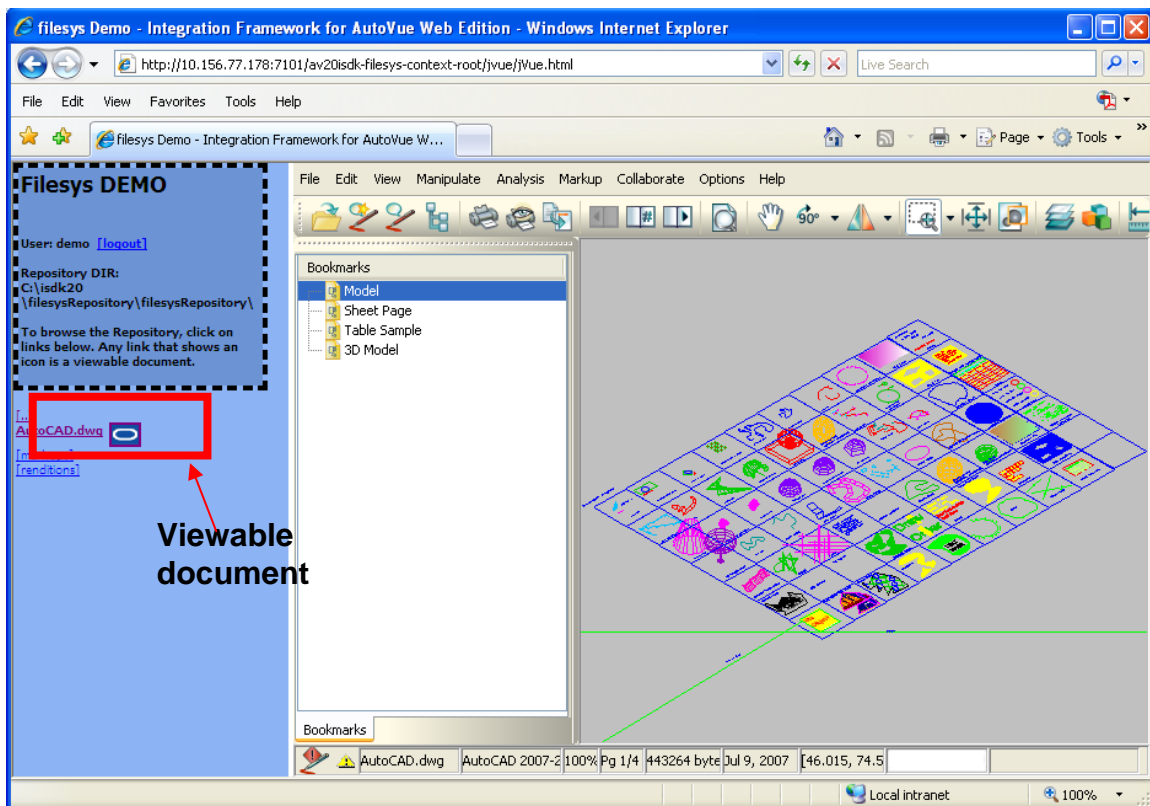 filesys Demo - Integration Framework for AutoVue Web Edition - Windows Internet Explorer
http://10.156.77.178:7101/av20isdk-filesys-context-root/jvue/jVue.html
Live Search
File Edit View Favorites Tools Help
filesys Demo - Integration Framework for AutoVue W...
Page Tools
Filesys DEMO
User: demo [logout]
Repository DIR:
C:\isdk20
\filesysRepository\filesysRepository\
To browse the Repository, click on
links below. Any link that shows an
icon is a viewable document.
AutoCAD.dwg
[renditions]
Viewable
document
File Edit View Manipulate Analysis Markup Collaborate Options Help
90°
Bookmarks
Model
Sheet Page
Table Sample
3D Model
Bookmarks
AutoCAD.dwg AutoCAD 2007-2 100% Pg 1/4 443264 byte Jul 9, 2007 [46.015, 74.5
Local intranet 100%